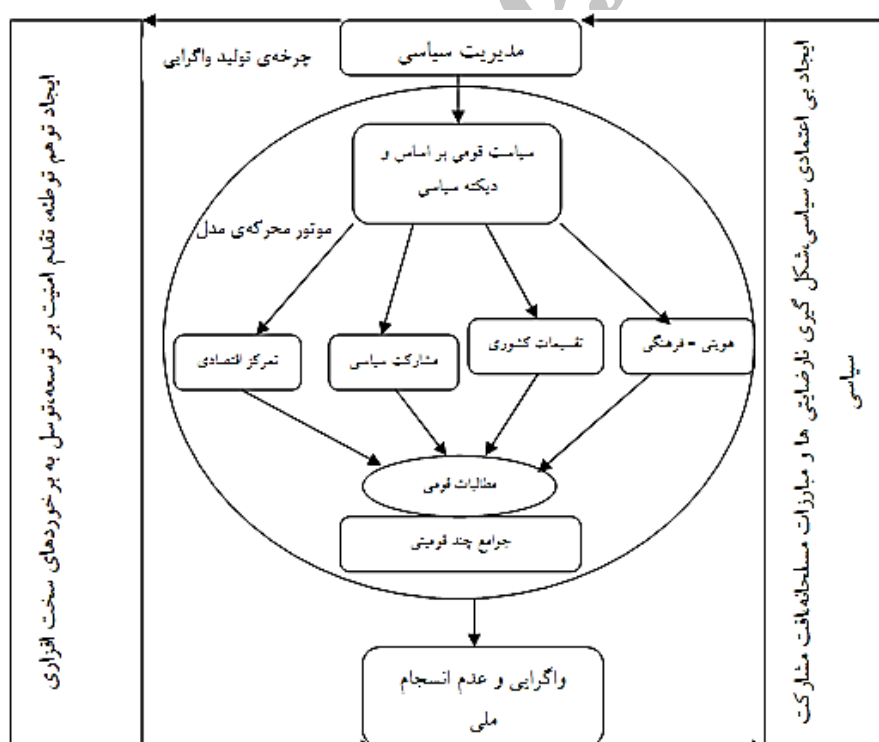 مدیریت سیاسی
چرخه‌ی تولید واگرایی
سیاست قومی بر اساس و
دیکته سیاسی
موتور محرکه‌ی مدل
هویتی - فرهنگی
تقسیمات کشوری
مشارکت سیاسی
تمرکز اقتصادی
مطالبات قومی
جوامع چند قومیتی
واگرایی و عدم انسجام
ملی
ایجاد بی اعتمادی سیاسی،شکل گیری نارضایتی ها و مبارزات مسلحانه،افت مشارکت
سیاسی
ایجاد توهم توطئه، تقدم امنیت بر توسعه،توسل به برخوردهای سخت افزاری